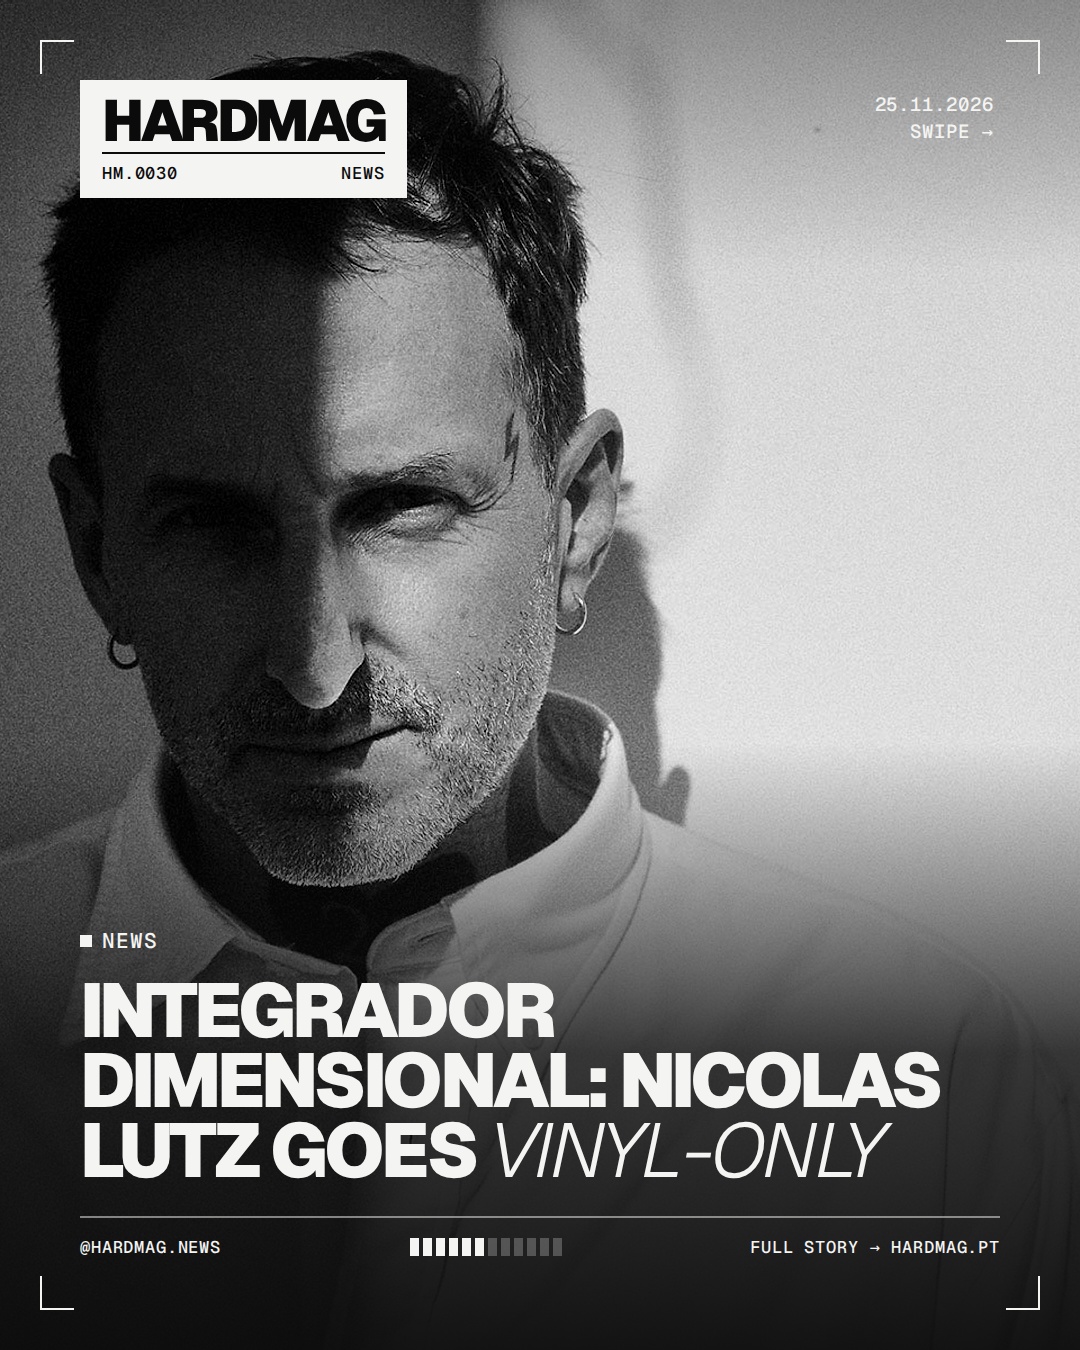 HARDMAG
HM.0030 NEWS
25.11.2026
SWIPE →
NEWS
INTEGRADOR
DIMENSIONAL: NICOLAS
LUTZ GOES VINYL-ONLY
@HARDMAG.NEWS
FULL STORY → HARDMAG.PT